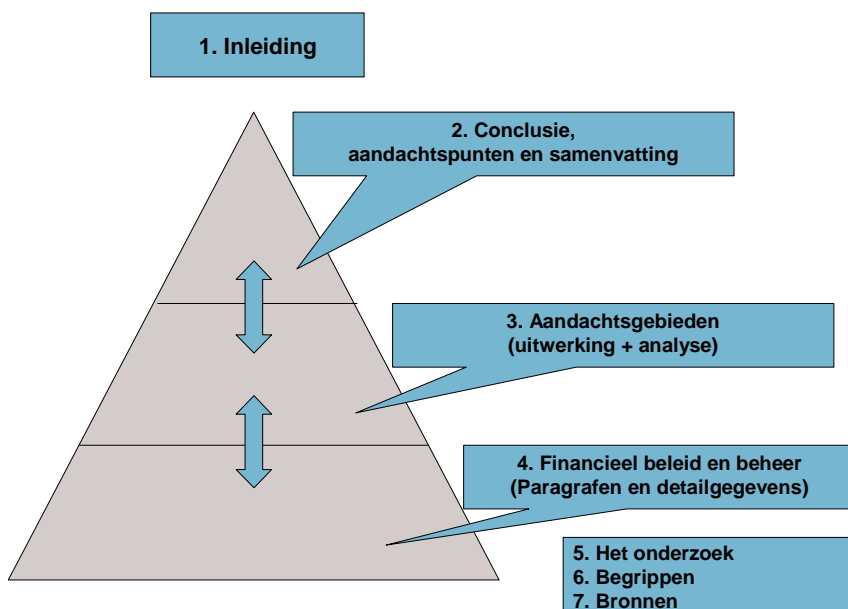 1. Inleiding
2. Conclusie,
aandachtspunten en samenvatting
3. Aandachtsgebieden
(uitwerking + analyse)
4. Financieel beleid en beheer
(Paragrafen en detailgegevens)
5. Het onderzoek
6. Begrippen
7. Bronnen